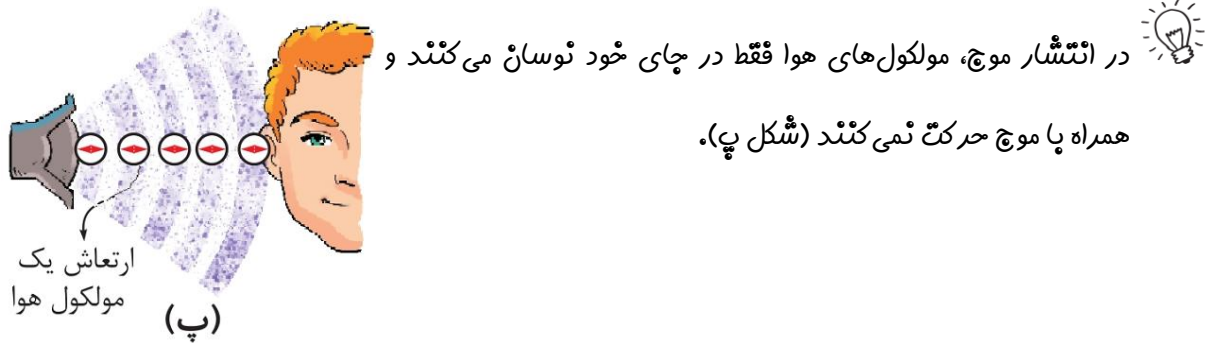 در انتشار موج، مولکول‌های هوا فقط در جای خود نوسان می‌کنند و
همراه با موج حرکت نمی‌کنند (شکل پ).
ارتعاش یک
مولکول هوا
(پ)